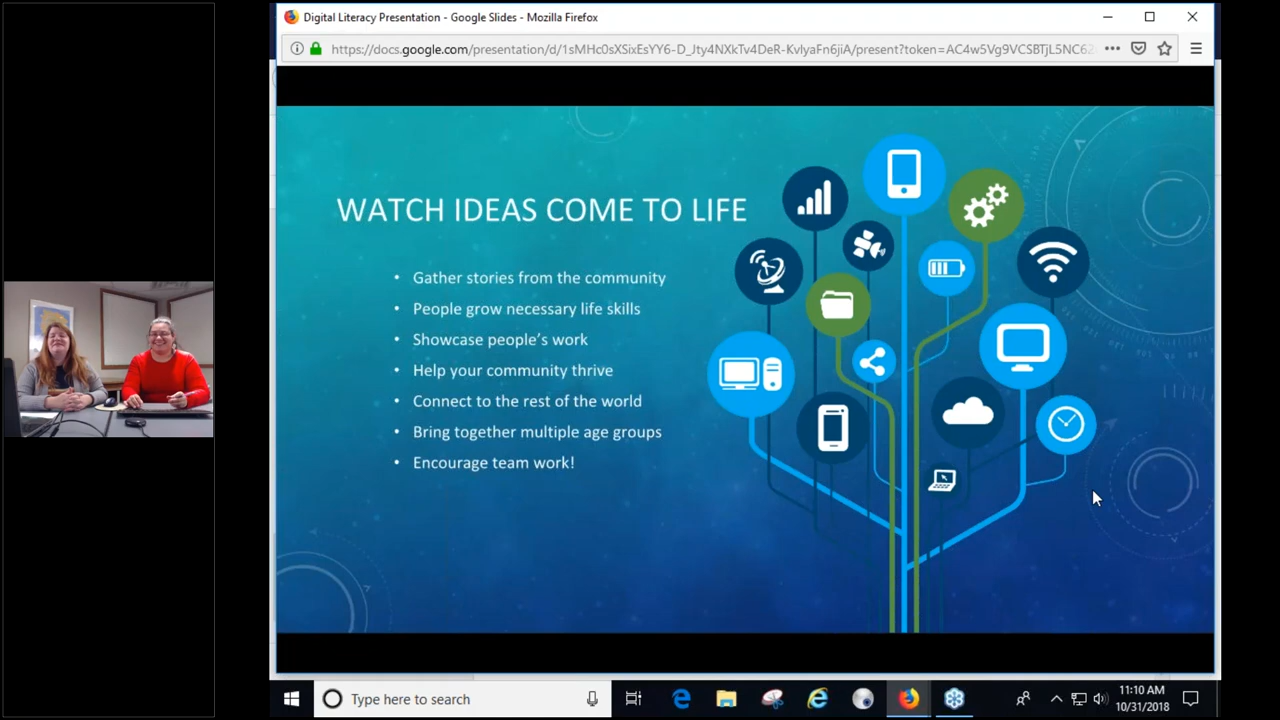 Digital Literacy Presentation - Google Slides - Mozilla Firefox
https://docs.google.com/presentation/d/1sMHc0sXSixEsYY6-D_Jty4NXkTv4DeR-KvIyaFn6jiA/present?token=AC4w5Vg9VCSBTjL5NC62
WATCH IDEAS COME TO LIFE
• Gather stories from the community
• People grow necessary life skills
• Showcase people's work
• Help your community thrive
• Connect to the rest of the world
• Bring together multiple age groups
• Encourage team work!
Type here to search
11:10 AM
10/31/2018